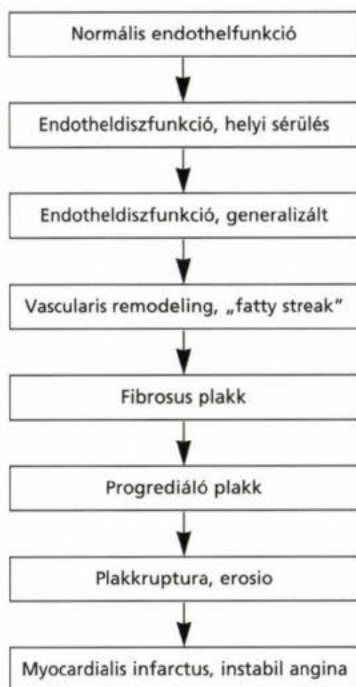 Normális endothelfunkció
Endotheldiszfunkció, helyi sérülés
Endotheldiszfunkció, generalizált
Vascularis remodeling, „fatty streak”
Fibrosus plakk
Progrediáló plakk
Plakkruptura, erosio
Myocardialis infarctus, instabil angina